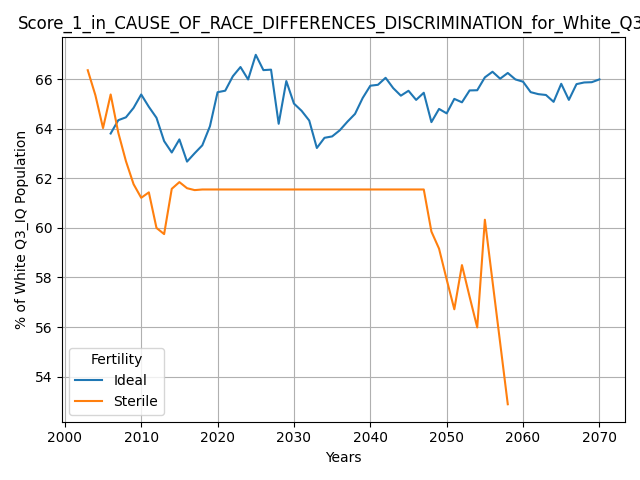 Score_1_in_CAUSE_OF_RACE_DIFFERENCES_DISCRIMINATION_for_White_Q3
% of White Q3_IQ Population
66
64
62
60
58
56
54
Fertility
Ideal
Sterile
2000 2010 2020 2030 2040 2050 2060 2070
Years